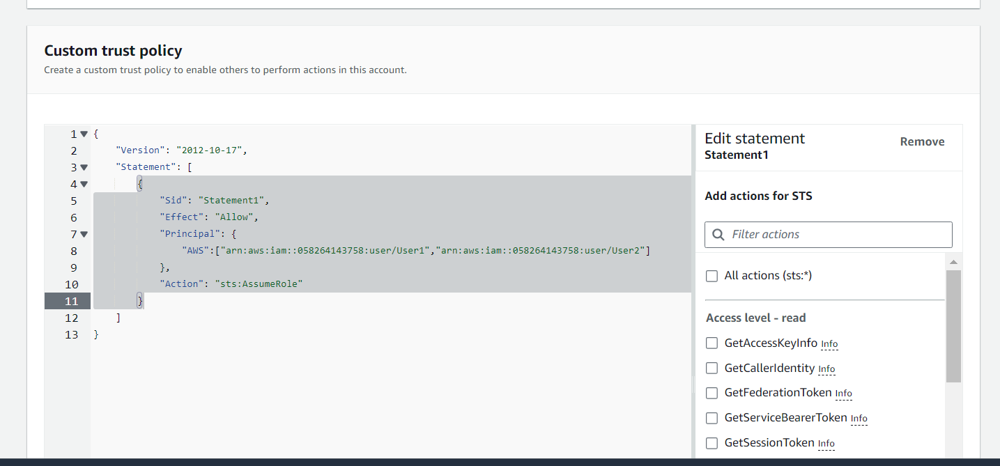 Custom trust policy
Create a custom trust policy to enable others to perform actions in this account.
1 {
2 "Version": "2012-10-17",
3 "Statement": [
4 {
5 "Sid": "Statement1",
6 "Effect": "Allow",
7 "Principal": {
8 "AWS":["arn:aws:iam::058264143758:user/User1","arn:aws:iam::058264143758:user/User2"]
9 },
10 "Action": "sts:AssumeRole"
11 }
12 ]
13 }
Edit statement
Remove
Statement1
Add actions for STS
Filter actions
All actions (sts:*)
Access level - read
GetAccessKeyInfo Info
GetCallerIdentity Info
GetFederationToken Info
GetServiceBearerToken Info
GetSessionToken Info